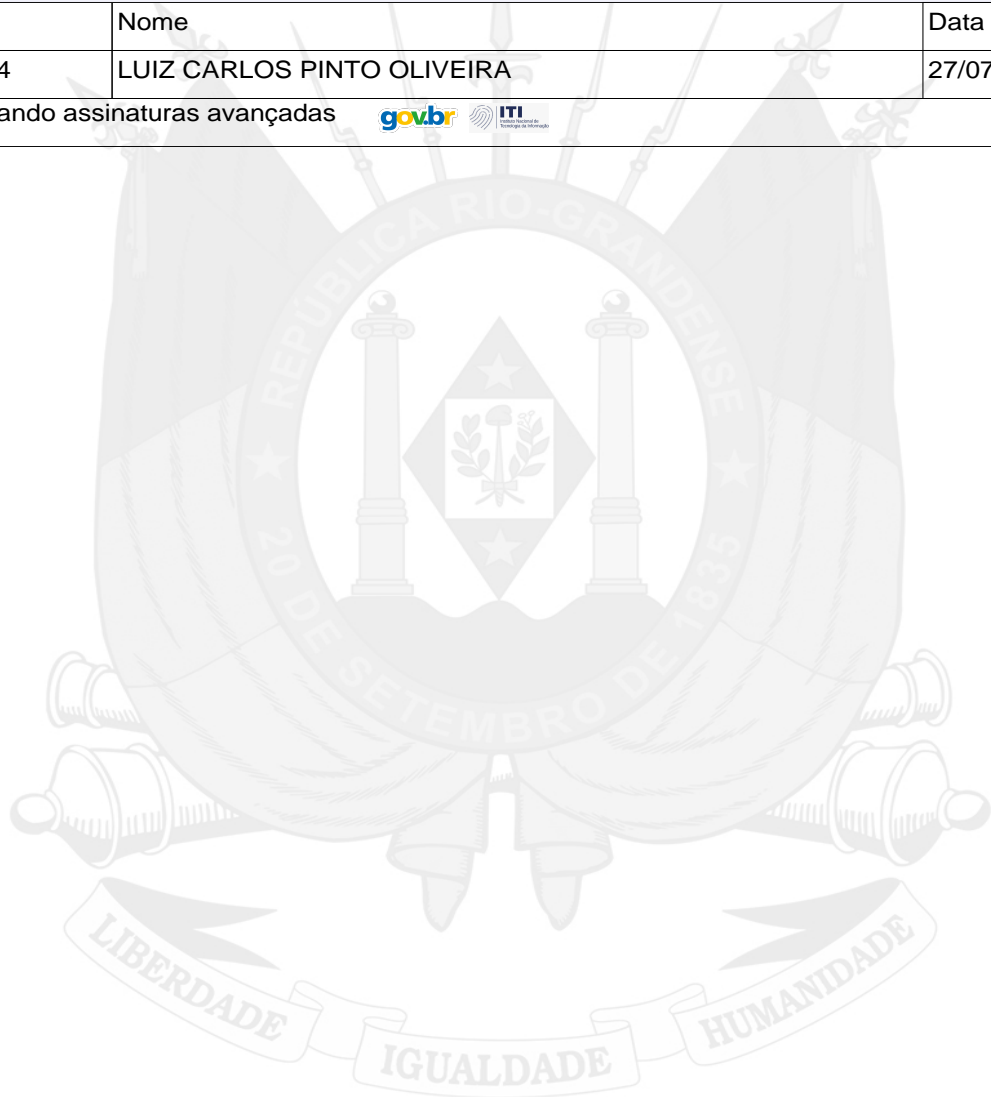 Nome Data
4 LUIZ CARLOS PINTO OLIVEIRA 27/07
ando assinaturas avançadas gov.br ITI
REPÚBLICA RIO-GRANDENSE
20 DE SETEMBRO DE 1835
LIBERDADE IGUALDADE HUMANIDADE